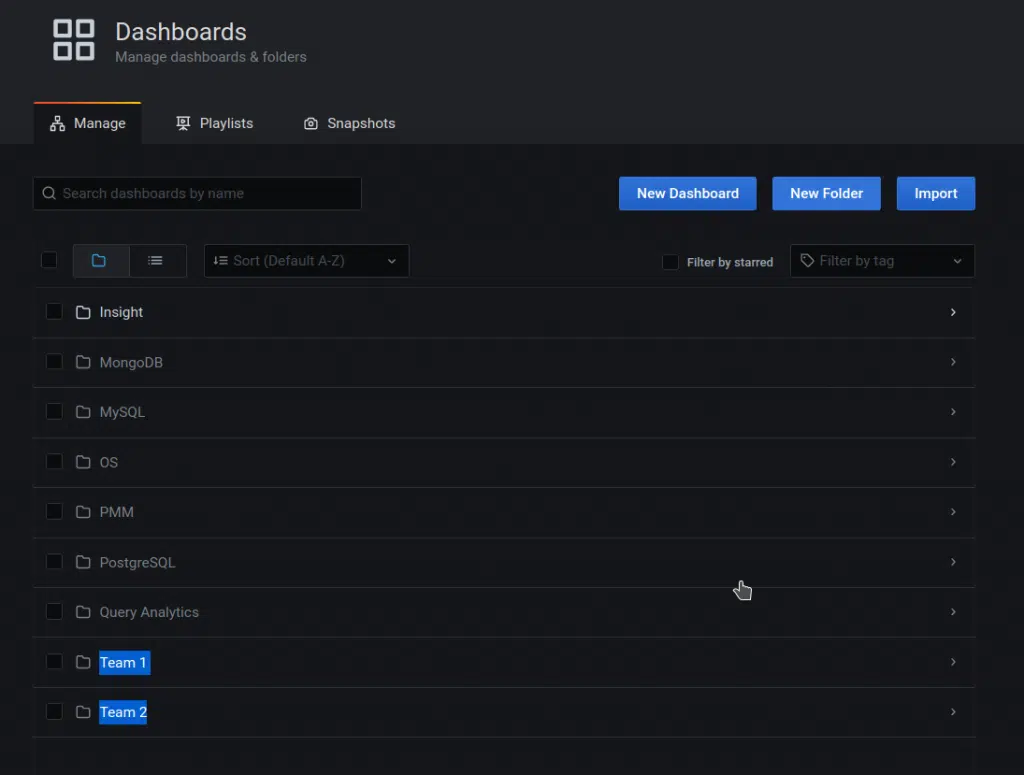 Dashboards
Manage dashboards & folders
Manage Playlists Snapshots
Search dashboards by name New Dashboard New Folder Import
Sort (Default A-Z) Filter by starred Filter by tag
Insight
MongoDB
MySQL
OS
PMM
PostgreSQL
Query Analytics
Team 1
Team 2